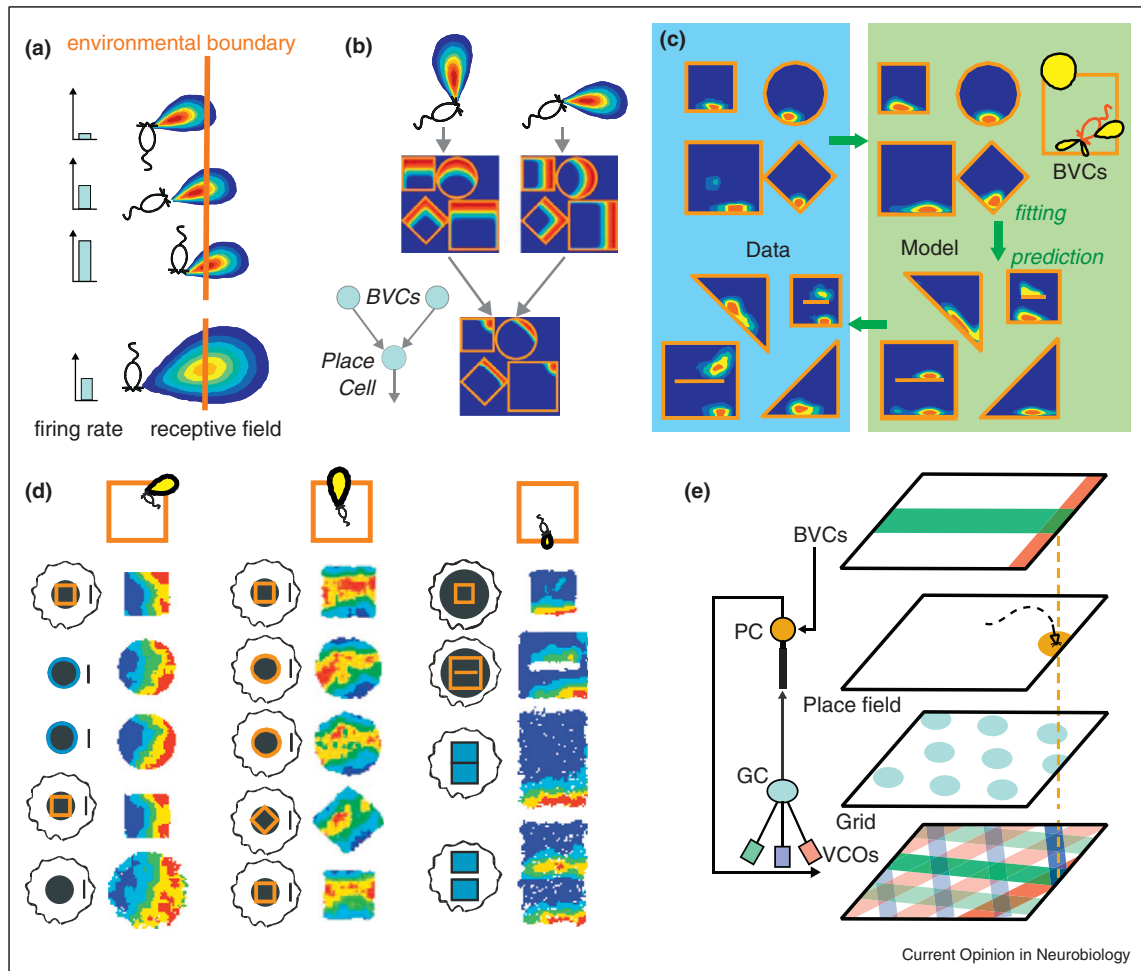 (a)
environmental boundary
firing rate
receptive field
(b)
BVCs
Place
Cell
(c)
BVCs
fitting
Data
Model
prediction
(d)
(e)
BVCs
PC
Place field
GC
Grid
VCOs
Current Opinion in Neurobiology